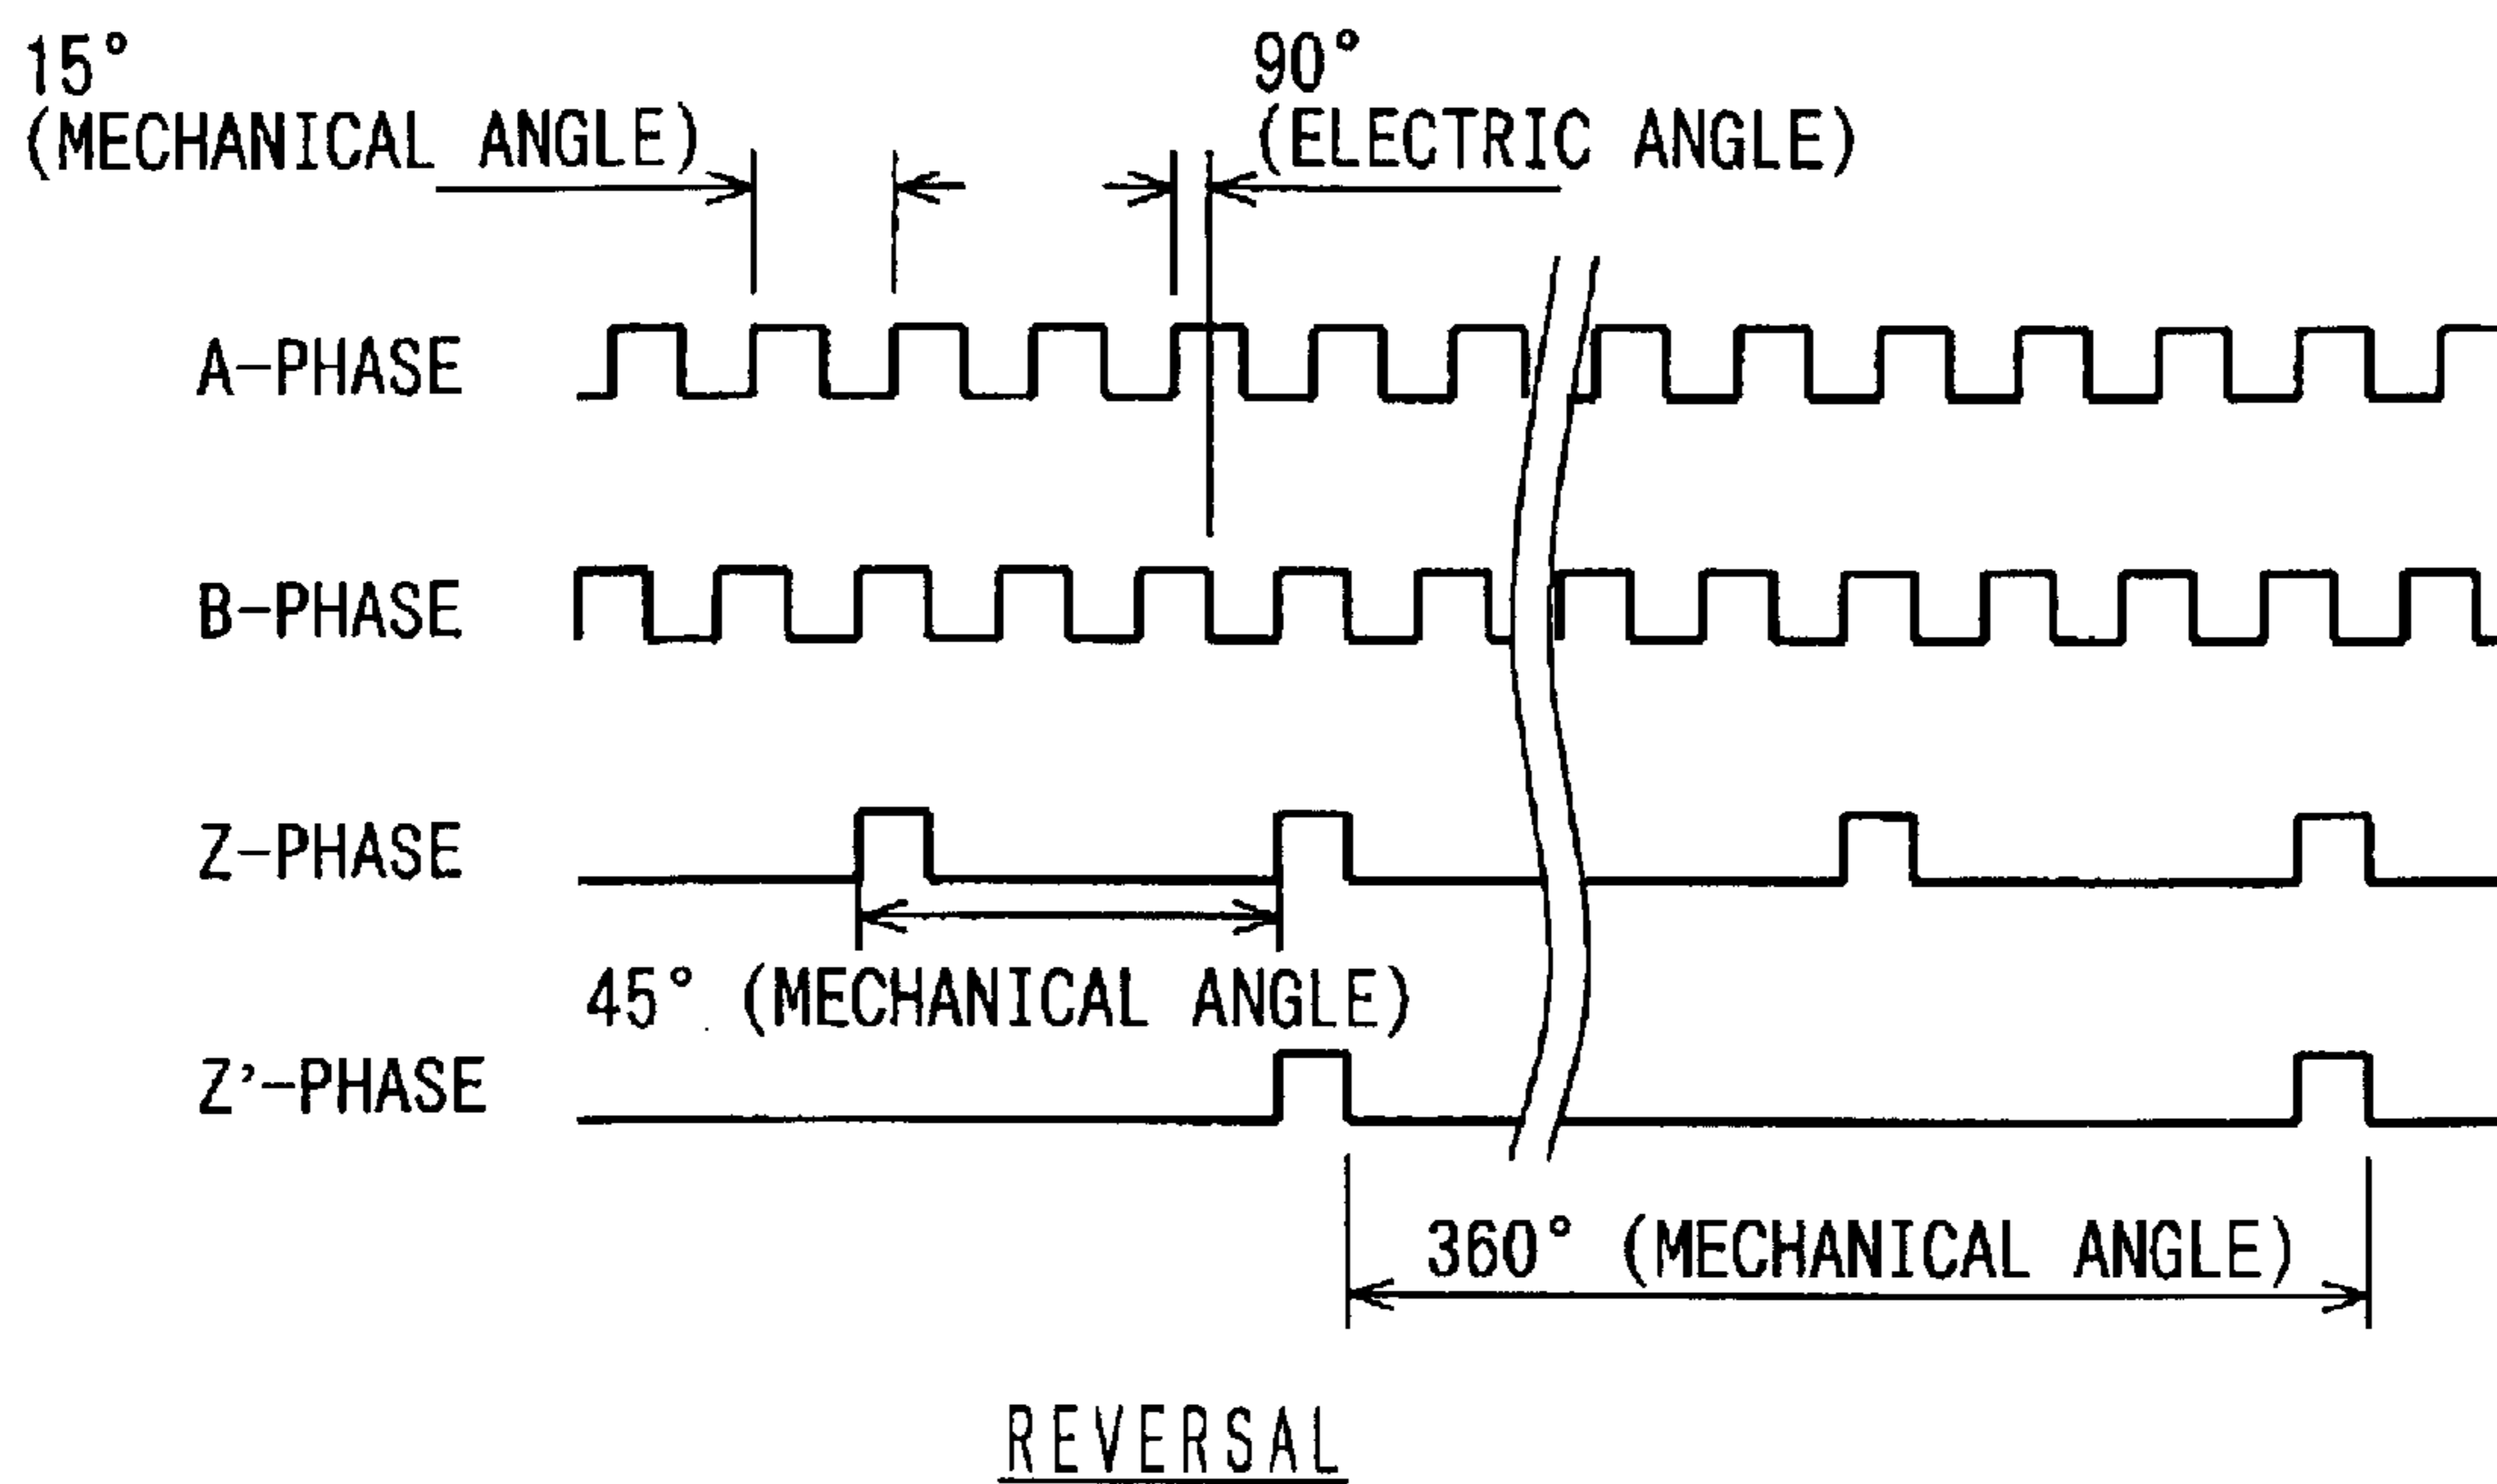 15°
(MECHANICAL ANGLE)
90°
(ELECTRIC ANGLE)
A-PHASE
B-PHASE
Z-PHASE
45° (MECHANICAL ANGLE)
Z'-PHASE
360° (MECHANICAL ANGLE)
REVERSAL